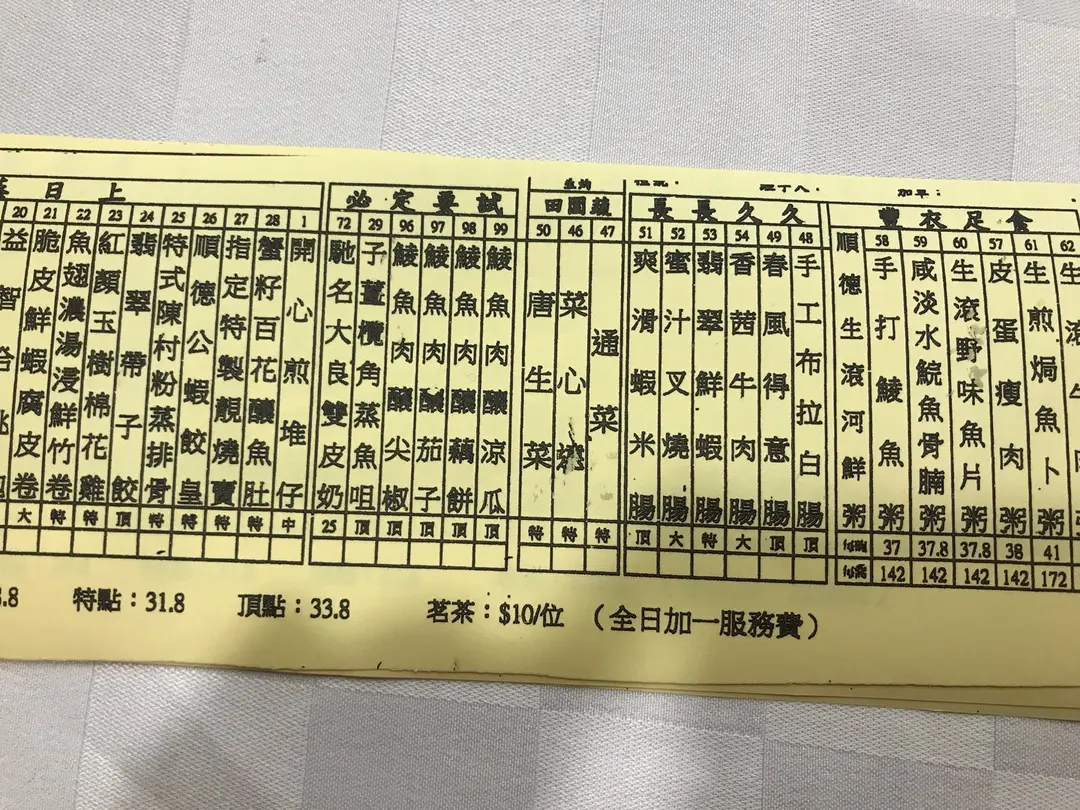 日上
20 益智合桃
21 脆皮鮮蝦腐皮卷 大
22 魚翅濃湯浸鮮竹卷 特
23 紅顏玉樹棉花雞 特
24 翡翠帶子餃 頂
25 特式陳村粉蒸排骨 特
26 順德公蝦餃皇 特
27 指定特製靚燒賣 特
28 蟹籽百花釀魚肚 特
1 開心煎堆仔 中
必定要試
72 馳名大良雙皮奶 25
29 子薑欖角蒸魚咀 頂
96 鯪魚肉釀尖椒 頂
97 鯪魚肉釀茄子 頂
98 鯪魚肉釀藕餅 頂
99 鯪魚肉釀涼瓜 頂
田園蔬
50 唐生菜 特
46 菜心 特
47 通菜 特
長長久久
51 爽滑蝦米腸 頂
52 蜜汁叉燒腸 大
53 翡翠鮮蝦腸 特
54 香茜牛肉腸 大
49 春風得意腸 頂
48 手工布拉白腸 頂
加單：
豐衣足食
順德生滾河鮮粥 每碗 每窩
58 手打鯪魚粥 37 142
59 咸淡水鯇魚骨腩粥 37.8 142
60 生滾野味魚片粥 37.8 142
57 皮蛋瘦肉粥 38 142
61 生煎焗魚卜粥 41 172
62
.8 特點：31.8 頂點：33.8 茗茶：$10/位 （全日加一服務費）